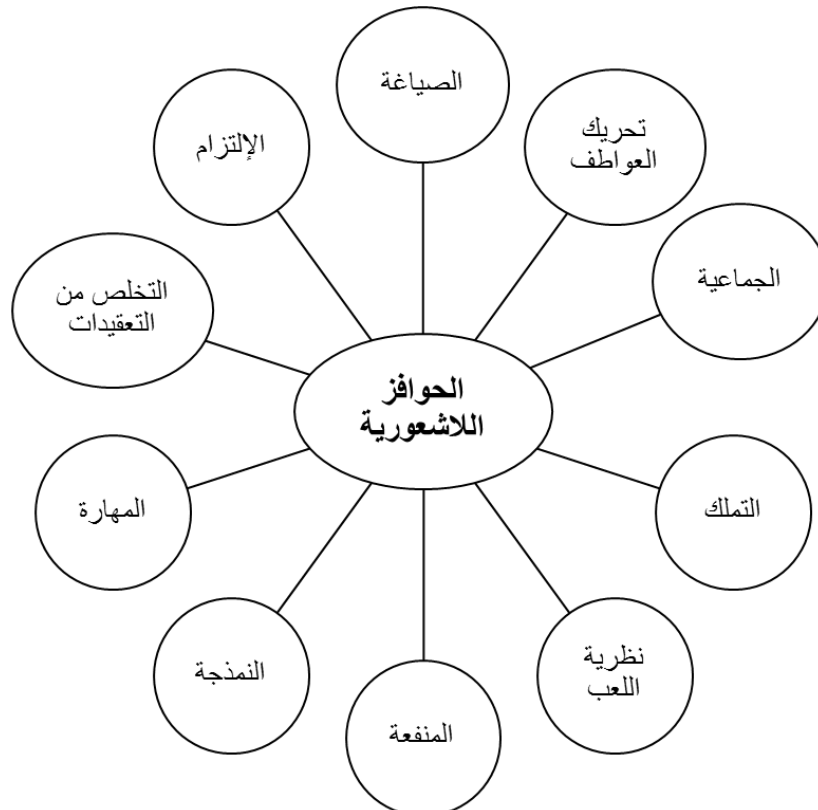 الصياغة
تحريك
العواطف
الجماعية
التملك
نظرية
اللعب
المنفعة
النمذجة
المهارة
التخلص من
التعقيدات
الإلتزام
الحوافز
اللاشعورية